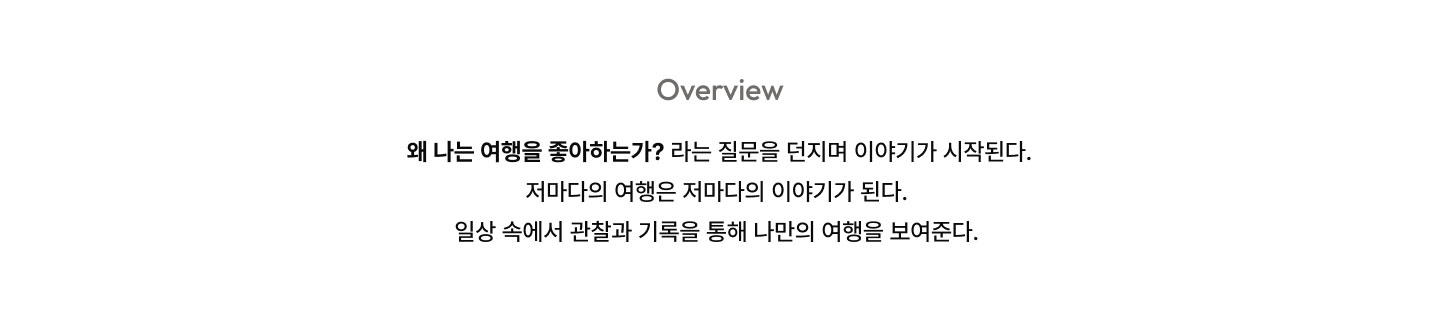 Overview
왜 나는 여행을 좋아하는가? 라는 질문을 던지며 이야기가 시작된다.
저마다의 여행은 저마다의 이야기가 된다.
일상 속에서 관찰과 기록을 통해 나만의 여행을 보여준다.